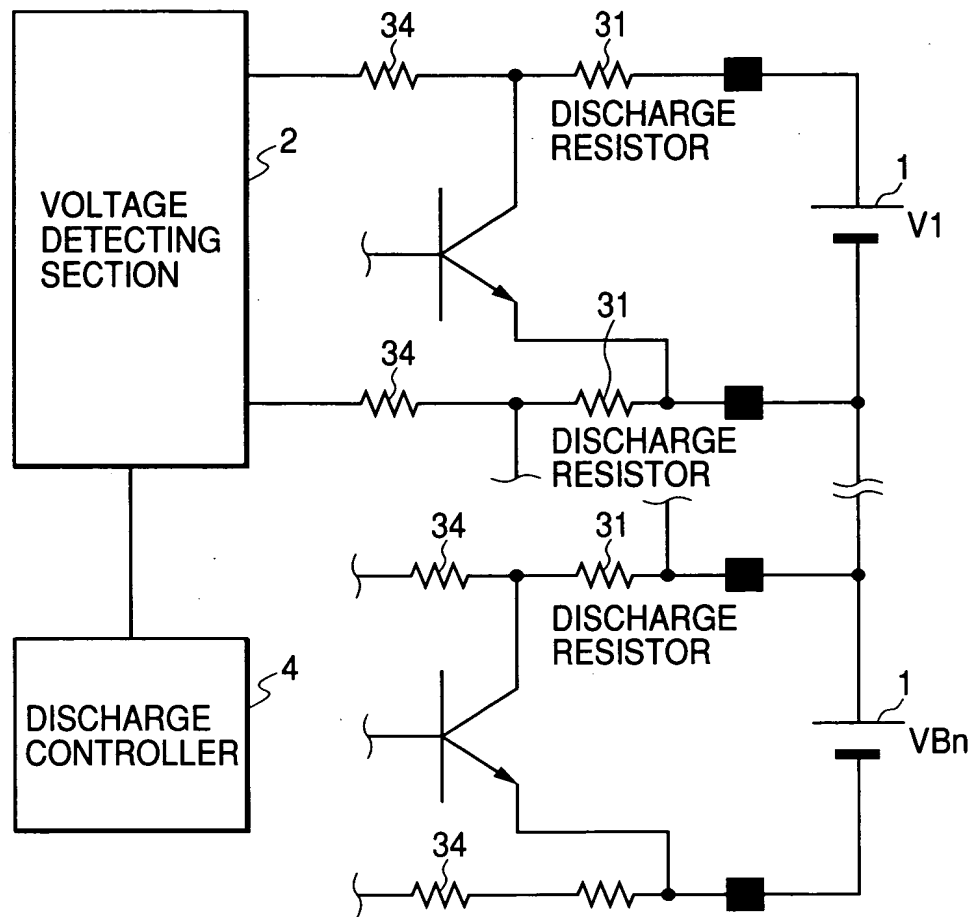 34
31
DISCHARGE
RESISTOR
2
VOLTAGE
DETECTING
SECTION
1
V1
31
34
DISCHARGE
RESISTOR
34
31
DISCHARGE
RESISTOR
4
DISCHARGE
CONTROLLER
1
VBn
34